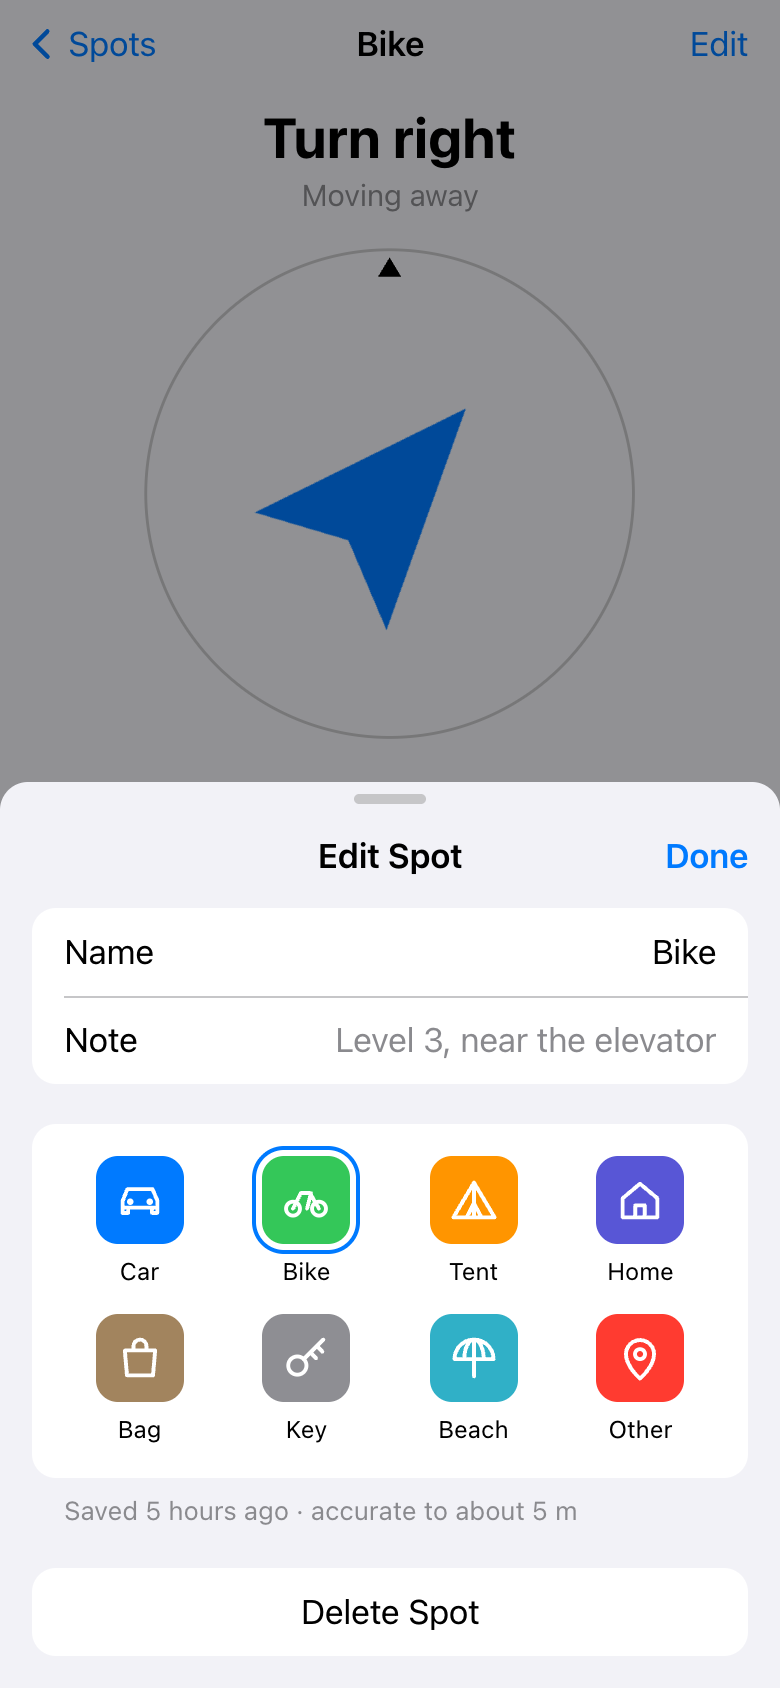 Spots
Bike
Edit
Turn right
Moving away
Edit Spot
Done
Name
Bike
Note
Level 3, near the elevator
Car
Bike
Tent
Home
Bag
Key
Beach
Other
Saved 5 hours ago · accurate to about 5 m
Delete Spot